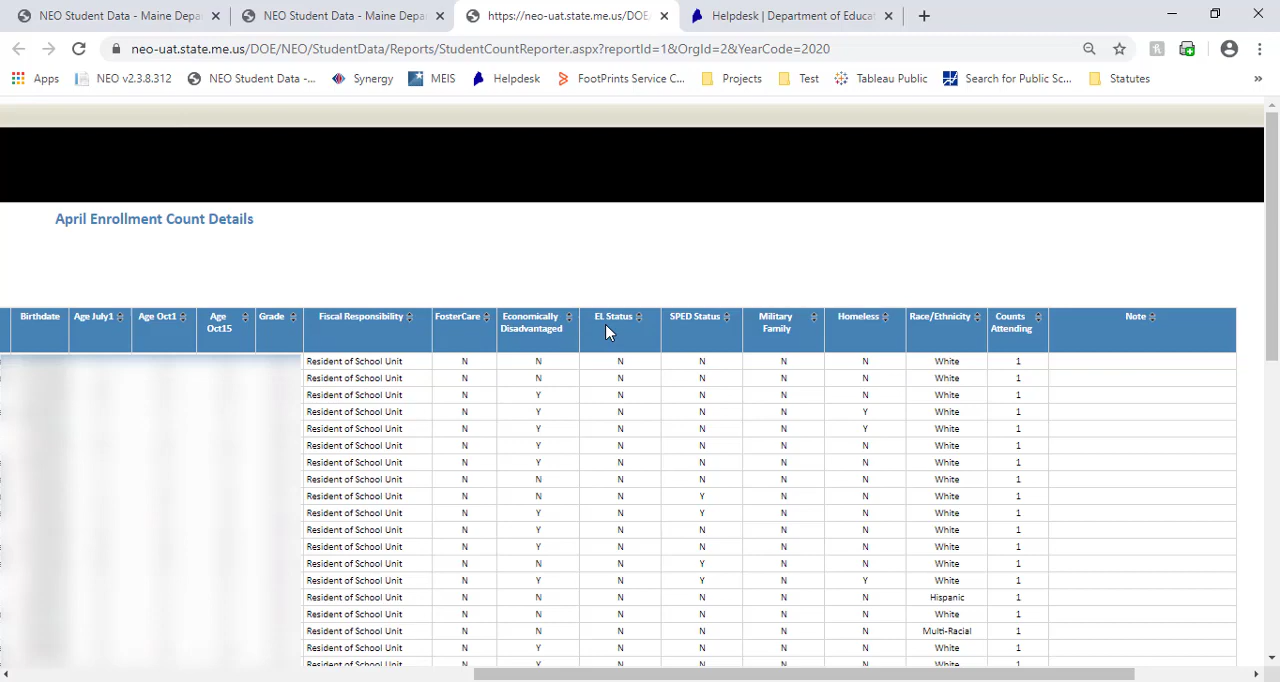 NEO Student Data - Maine Depar
NEO Student Data - Maine Depar
https://neo-uat.state.me.us/DOE/
Helpdesk | Department of Educat
neo-uat.state.me.us/DOE/NEO/StudentData/Reports/StudentCountReporter.aspx?reportId=1&OrgId=2&YearCode=2020
Apps NEO v2.3.8.312 NEO Student Data -... Synergy MEIS Helpdesk FootPrints Service C... Projects Test Tableau Public Search for Public Sc... Statutes »
April Enrollment Count Details
Birthdate Age July1 Age Oct1 Age Oct15 Grade Fiscal Responsibility FosterCare Economically Disadvantaged EL Status SPED Status Military Family Homeless Race/Ethnicity Counts Attending Note
Resident of School Unit N N N N N N White 1
Resident of School Unit N N N N N N White 1
Resident of School Unit N Y N N N N White 1
Resident of School Unit N Y N N N Y White 1
Resident of School Unit N Y N N N Y White 1
Resident of School Unit N Y N N N N White 1
Resident of School Unit N Y N N N N White 1
Resident of School Unit N Y N N N N White 1
Resident of School Unit N N N Y N N White 1
Resident of School Unit N Y N Y N N White 1
Resident of School Unit N Y N N N N White 1
Resident of School Unit N Y N N N N White 1
Resident of School Unit N N N Y N N White 1
Resident of School Unit N Y N Y N Y White 1
Resident of School Unit N N N N N N Hispanic 1
Resident of School Unit N N N N N N White 1
Resident of School Unit N N N N N N Multi-Racial 1
Resident of School Unit N Y N N N N White 1
Resident of School Unit N Y N N N N White 1